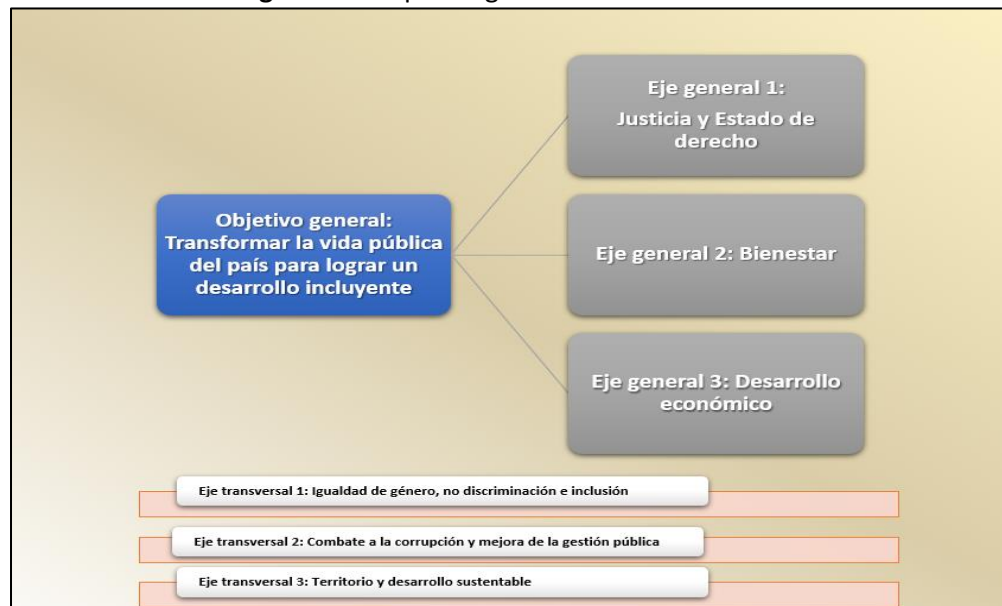 Eje general 1:
Justicia y Estado de
derecho
Objetivo general:
Transformar la vida pública
del país para lograr un
desarrollo incluyente
Eje general 2: Bienestar
Eje general 3: Desarrollo
económico
Eje transversal 1: Igualdad de género, no discriminación e inclusión
Eje transversal 2: Combate a la corrupción y mejora de la gestión pública
Eje transversal 3: Territorio y desarrollo sustentable